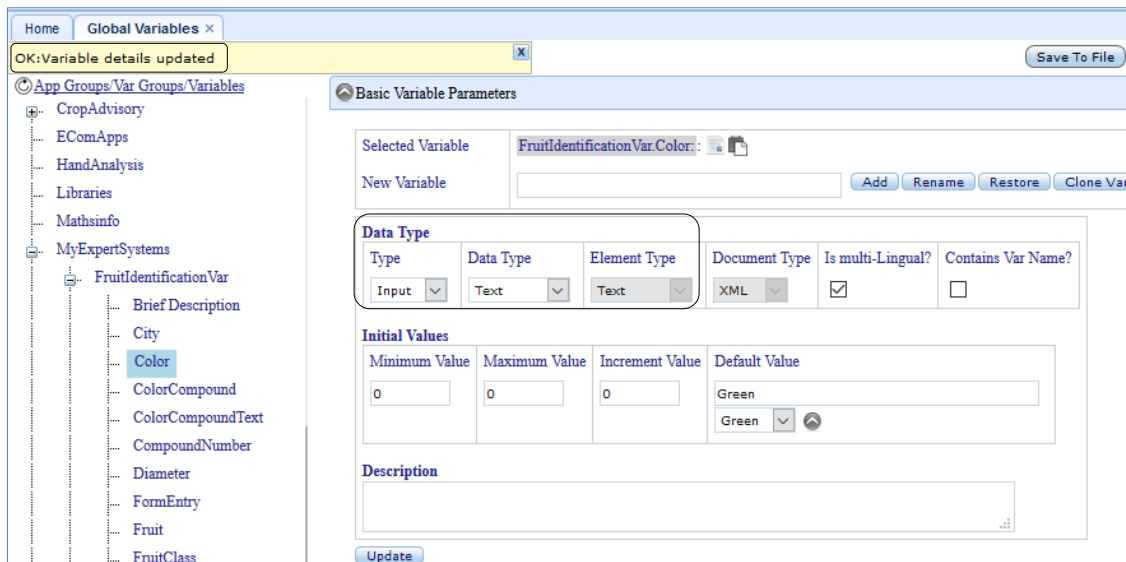 Home
Global Variables ×
OK:Variable details updated
x
Save To File
App Groups/Var Groups/Variables
CropAdvisory
EComApps
HandAnalysis
Libraries
Mathsinfo
MyExpertSystems
FruitIdentificationVar
Brief Description
City
Color
ColorCompound
ColorCompoundText
CompoundNumber
Diameter
FormEntry
Fruit
FruitClass
Basic Variable Parameters
Selected Variable FruitIdentificationVar.Color: :
New Variable Add Rename Restore Clone Var
Data Type
Type Data Type Element Type Document Type Is multi-Lingual? Contains Var Name?
Input Text Text XML
Initial Values
Minimum Value Maximum Value Increment Value Default Value
0 0 0 Green
Green
Description
Update